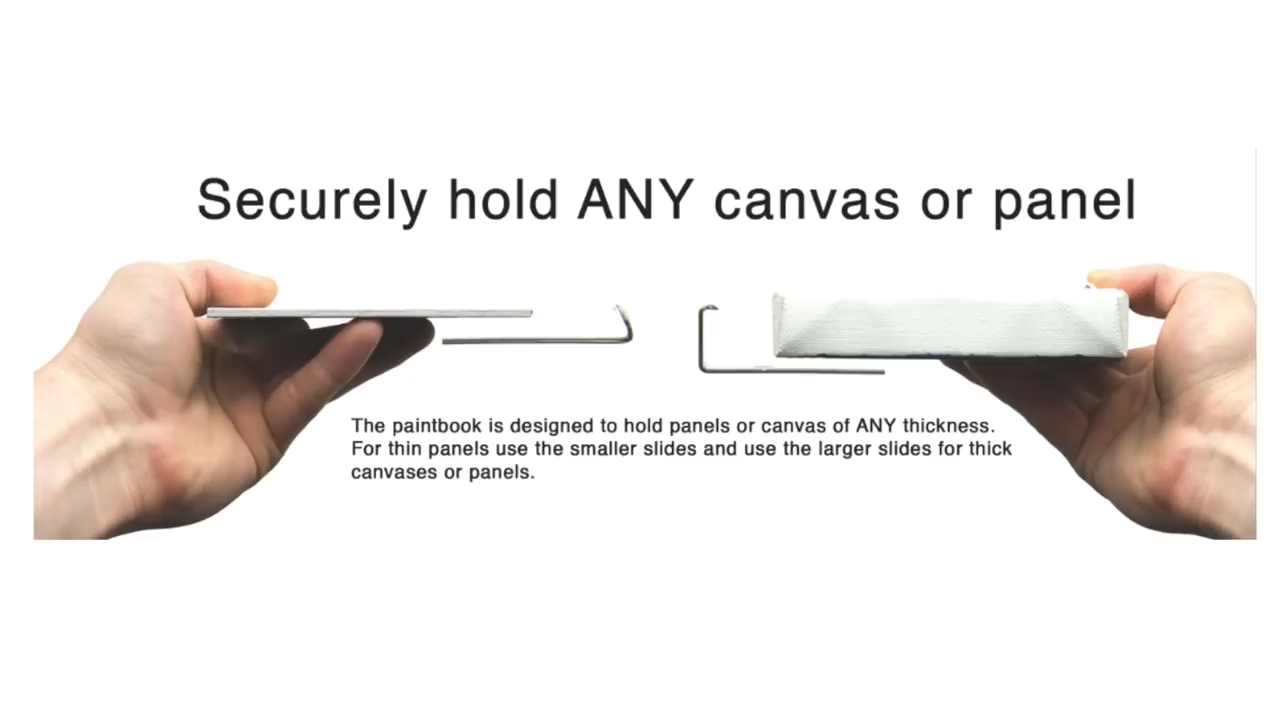 Securely hold ANY canvas or panel
The paintbook is designed to hold panels or canvas of ANY thickness.
For thin panels use the smaller slides and use the larger slides for thick
canvases or panels.